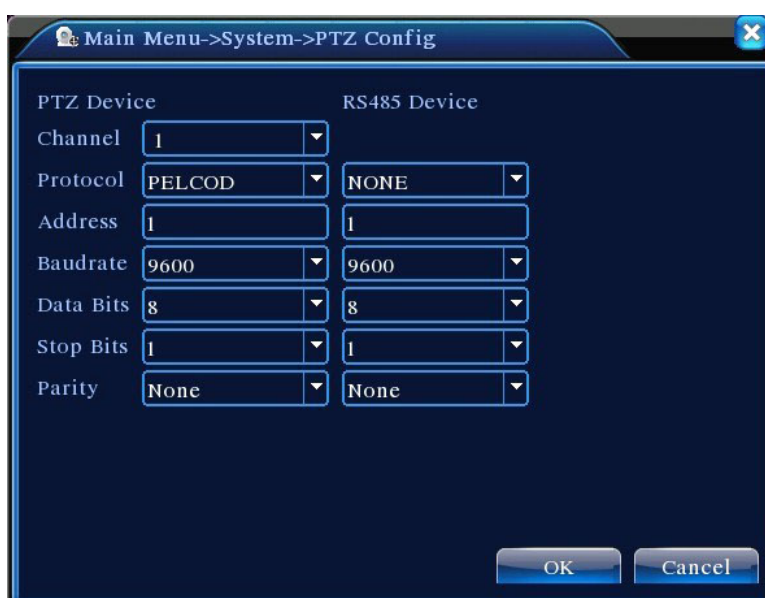 Main Menu->System->PTZ Config
PTZ Device RS485 Device
Channel 1
Protocol PELCOD NONE
Address 1 1
Baudrate 9600 9600
Data Bits 8 8
Stop Bits 1 1
Parity None None
OK Cancel